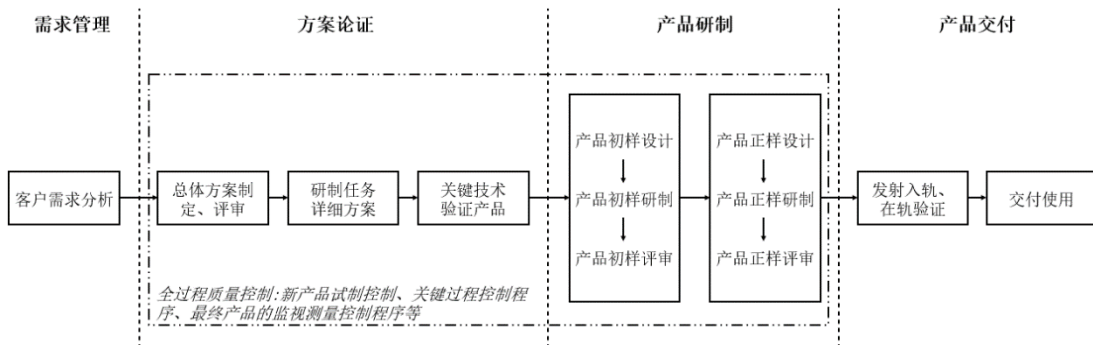 需求管理
方案论证
产品研制
产品交付
客户需求分析
总体方案制
定、评审
研制任务
详细方案
关键技术
验证产品
产品初样设计
产品初样研制
产品初样评审
产品正样设计
产品正样研制
产品正样评审
发射入轨、
在轨验证
交付使用
全过程质量控制:新产品试制控制、关键过程控制程
序、最终产品的监视测量控制程序等